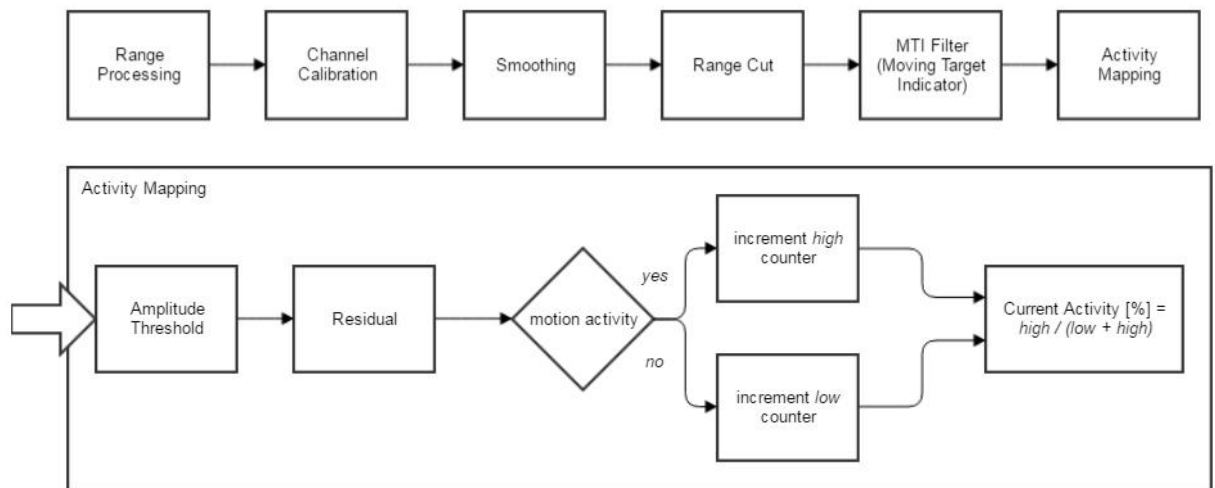 Range
Processing
Channel
Calibration
Smoothing
Range Cut
MTI Filter
(Moving Target
Indicator)
Activity
Mapping
Activity Mapping
Amplitude
Threshold
Residual
motion activity
yes
no
increment high
counter
increment low
counter
Current Activity [%] =
high / (low + high)